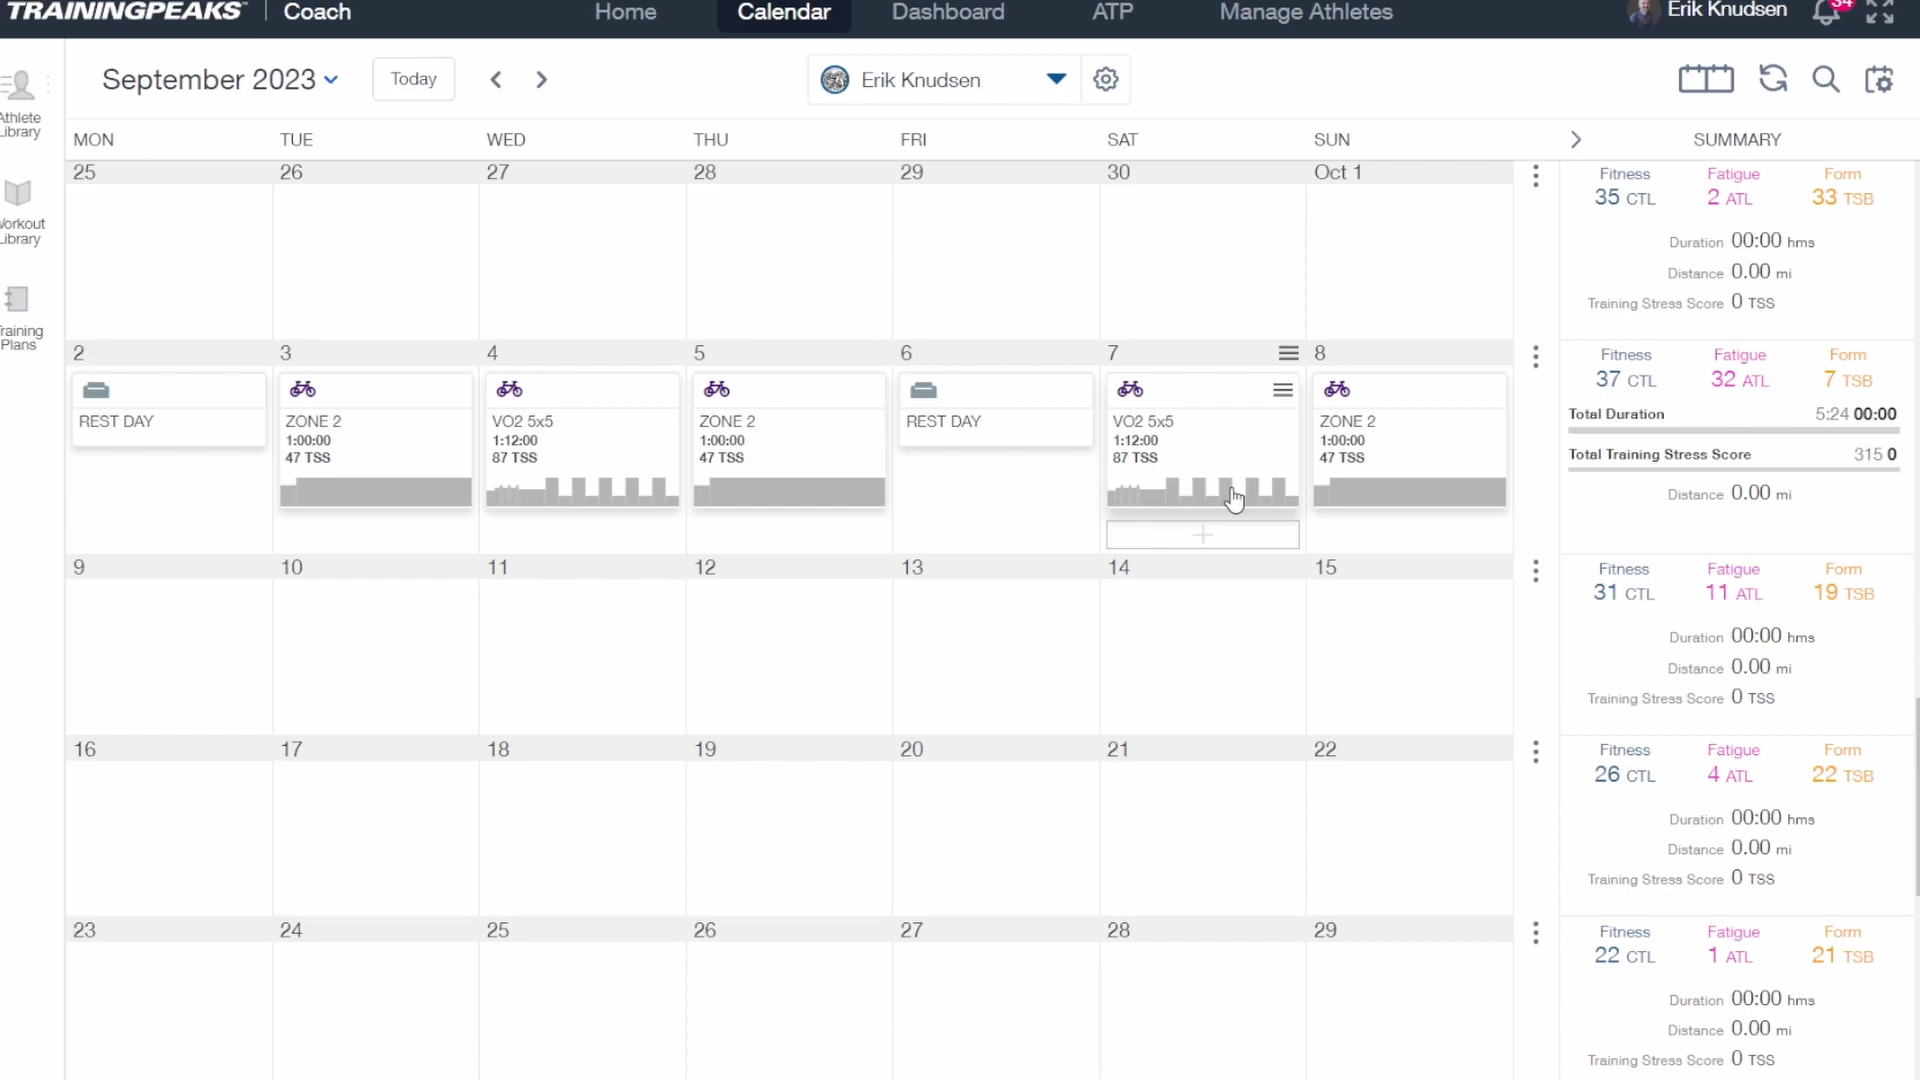 TRAININGPEAKS Coach Home Calendar Dashboard ATP Manage Athletes Erik Knudsen 34
September 2023 Today Erik Knudsen
Athlete
Library
Workout
Library
Training
Plans
MON TUE WED THU FRI SAT SUN SUMMARY
25 26 27 28 29 30 Oct 1
Fitness Fatigue Form
35 CTL 2 ATL 33 TSB
Duration 00:00 hms
Distance 0.00 mi
Training Stress Score 0 TSS
2 3 4 5 6 7 8
REST DAY
ZONE 2
1:00:00
47 TSS
VO2 5x5
1:12:00
87 TSS
ZONE 2
1:00:00
47 TSS
REST DAY
VO2 5x5
1:12:00
87 TSS
ZONE 2
1:00:00
47 TSS
Fitness Fatigue Form
37 CTL 32 ATL 7 TSB
Total Duration 5:24 00:00
Total Training Stress Score 315 0
Distance 0.00 mi
9 10 11 12 13 14 15
Fitness Fatigue Form
31 CTL 11 ATL 19 TSB
Duration 00:00 hms
Distance 0.00 mi
Training Stress Score 0 TSS
16 17 18 19 20 21 22
Fitness Fatigue Form
26 CTL 4 ATL 22 TSB
Duration 00:00 hms
Distance 0.00 mi
Training Stress Score 0 TSS
23 24 25 26 27 28 29
Fitness Fatigue Form
22 CTL 1 ATL 21 TSB
Duration 00:00 hms
Distance 0.00 mi
Training Stress Score 0 TSS